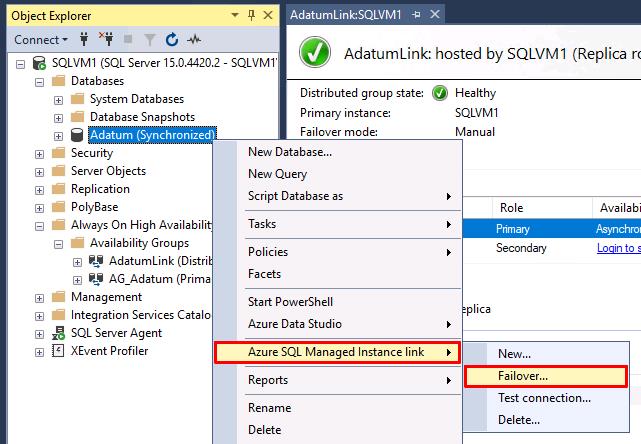 Object Explorer
Connect
SQLVM1 (SQL Server 15.0.4420.2 - SQLVM1\
Databases
System Databases
Database Snapshots
Adatum (Synchronized)
Security
Server Objects
Replication
PolyBase
Always On High Availability
Availability Groups
AdatumLink (Distrib
AG_Adatum (Prima
Management
Integration Services Catalo
SQL Server Agent
XEvent Profiler
New Database...
New Query
Script Database as
Tasks
Policies
Facets
Start PowerShell
Azure Data Studio
Azure SQL Managed Instance link
Reports
Rename
Delete
New...
Failover...
Test connection...
Delete...
AdatumLink:SQLVM1
AdatumLink: hosted by SQLVM1 (Replica ro
Distributed group state: Healthy
Primary instance: SQLVM1
Failover mode: Manual
Role Availabi
Primary Asynchron
Secondary Login to s
eplica